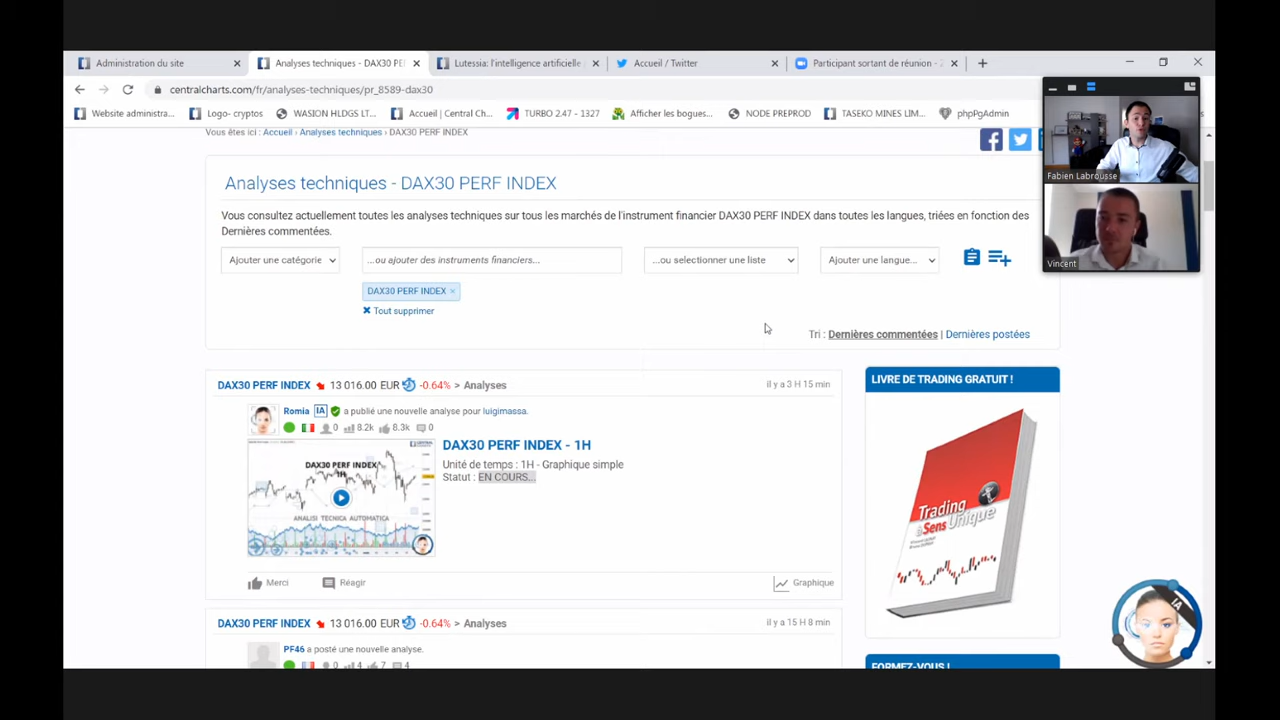 Administration du site
Analyses techniques - DAX30 PE
Lutessia: l'intelligence artificielle
Accueil / Twitter
Participant sortant de réunion - Z
centralcharts.com/fr/analyses-techniques/pr_8589-dax30
Website administra...
Logo- cryptos
WASION HLDGS LT...
Accueil | Central Ch...
TURBO 2.47 - 1327
Afficher les bogues...
NODE PREPROD
TASEKO MINES LIM...
phpPgAdmin
Vous êtes ici : Accueil › Analyses techniques › DAX30 PERF INDEX
Fabien Labrousse
Vincent
Analyses techniques - DAX30 PERF INDEX
Vous consultez actuellement toutes les analyses techniques sur tous les marchés de l'instrument financier DAX30 PERF INDEX dans toutes les langues, triées en fonction des
Dernières commentées.
Ajouter une catégorie
...ou ajouter des instruments financiers...
...ou selectionner une liste
Ajouter une langue...
DAX30 PERF INDEX ×
Tout supprimer
Tri : Dernières commentées | Dernières postées
DAX30 PERF INDEX 13 016.00 EUR -0.64% > Analyses
il y a 3 H 15 min
Romia IA a publié une nouvelle analyse pour luigimassa.
0 8.2k 8.3k 0
DAX30 PERF INDEX
1H
ANALISI TECNICA AUTOMATICA
DAX30 PERF INDEX - 1H
Unité de temps : 1H - Graphique simple
Statut : EN COURS...
Merci
Réagir
Graphique
DAX30 PERF INDEX 13 016.00 EUR -0.64% > Analyses
il y a 15 H 8 min
PF46 a posté une nouvelle analyse.
0 4 7 4
LIVRE DE TRADING GRATUIT !
Trading
à Sens Unique
FORMEZ-VOUS !
IA